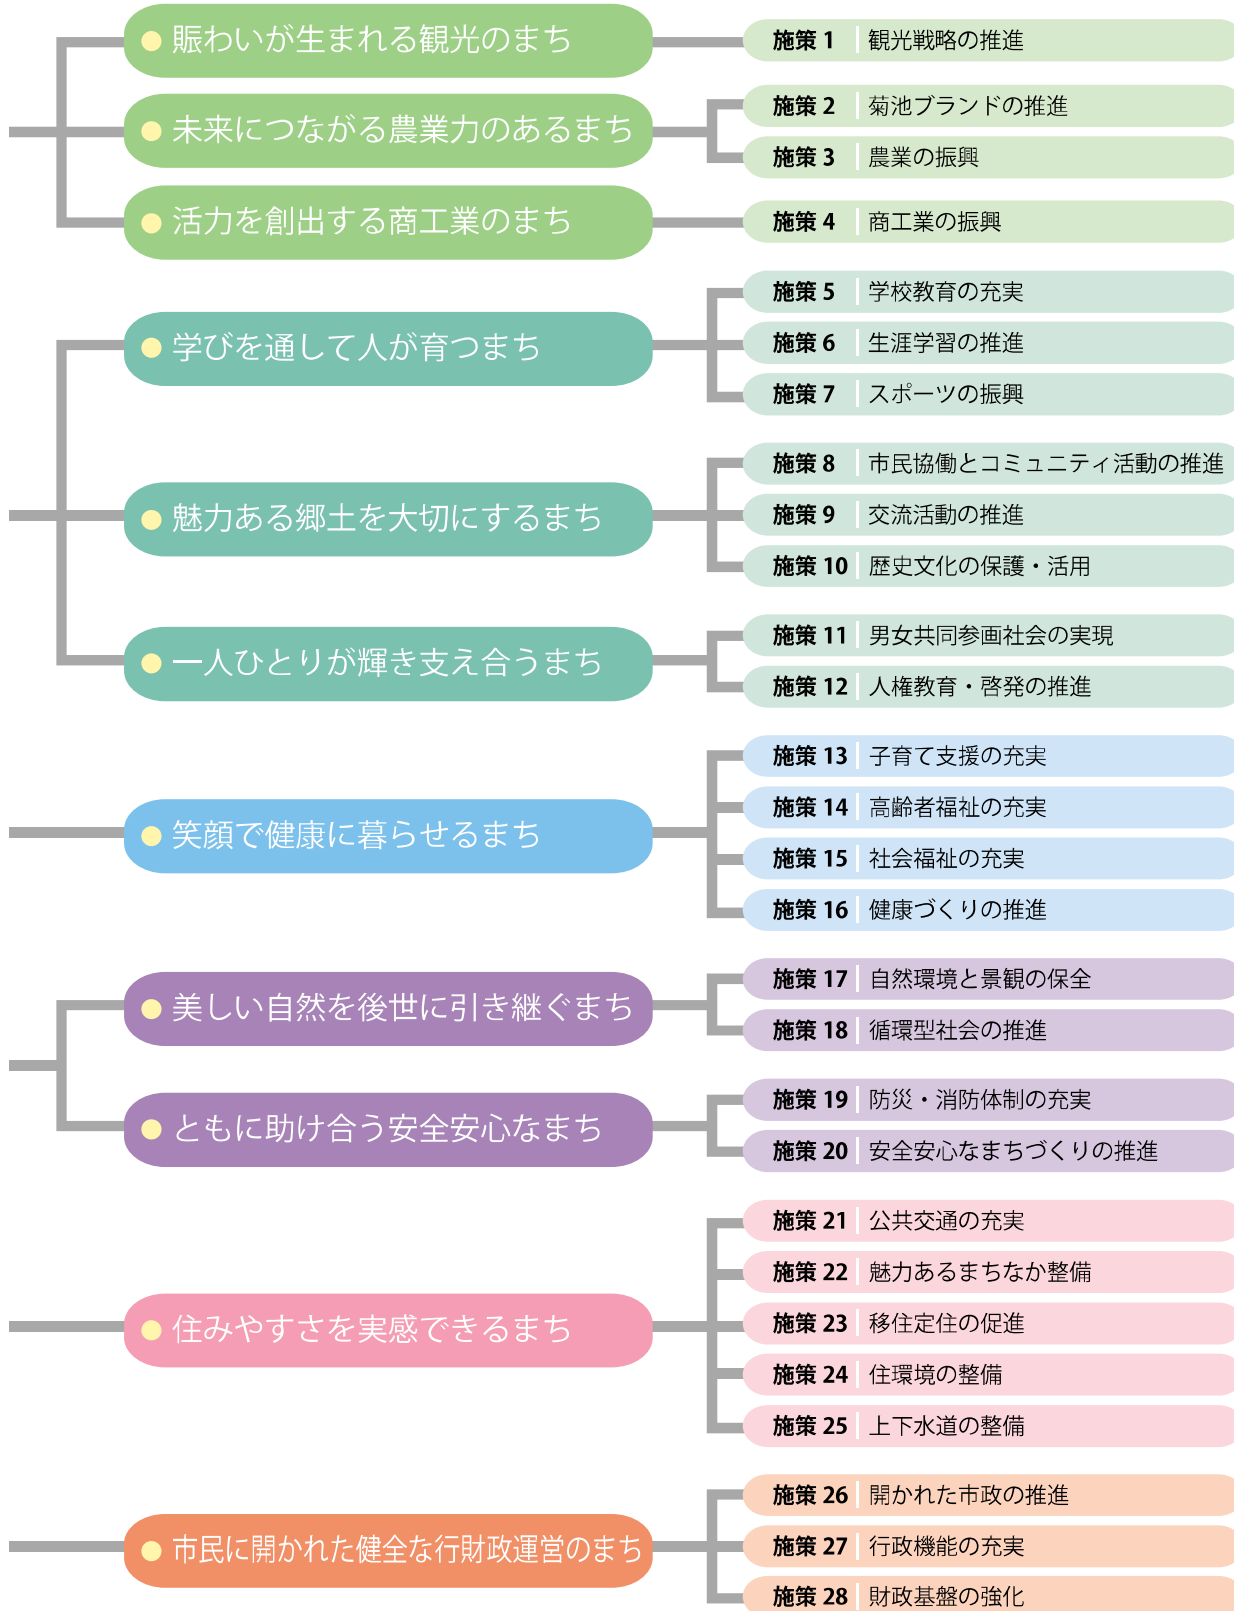 賑わいが生まれる観光のまち
施策 1 観光戦略の推進
未来につながる農業力のあるまち
施策 2 菊池ブランドの推進
施策 3 農業の振興
活力を創出する商工業のまち
施策 4 商工業の振興
学びを通して人が育つまち
施策 5 学校教育の充実
施策 6 生涯学習の推進
施策 7 スポーツの振興
魅力ある郷土を大切にするまち
施策 8 市民協働とコミュニティ活動の推進
施策 9 交流活動の推進
施策 10 歴史文化の保護・活用
一人ひとりが輝き支え合うまち
施策 11 男女共同参画社会の実現
施策 12 人権教育・啓発の推進
笑顔で健康に暮らせるまち
施策 13 子育て支援の充実
施策 14 高齢者福祉の充実
施策 15 社会福祉の充実
施策 16 健康づくりの推進
美しい自然を後世に引き継ぐまち
施策 17 自然環境と景観の保全
施策 18 循環型社会の推進
ともに助け合う安全安心なまち
施策 19 防災・消防体制の充実
施策 20 安全安心なまちづくりの推進
住みやすさを実感できるまち
施策 21 公共交通の充実
施策 22 魅力あるまちなか整備
施策 23 移住定住の促進
施策 24 住環境の整備
施策 25 上下水道の整備
市民に開かれた健全な行財政運営のまち
施策 26 開かれた市政の推進
施策 27 行政機能の充実
施策 28 財政基盤の強化